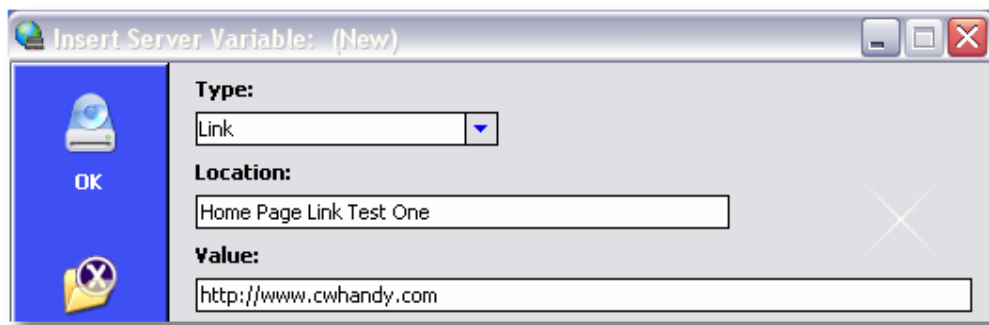 Insert Server Variable: (New)
Type:
Link
OK
Location:
Home Page Link Test One
Value:
http://www.cwhandy.com